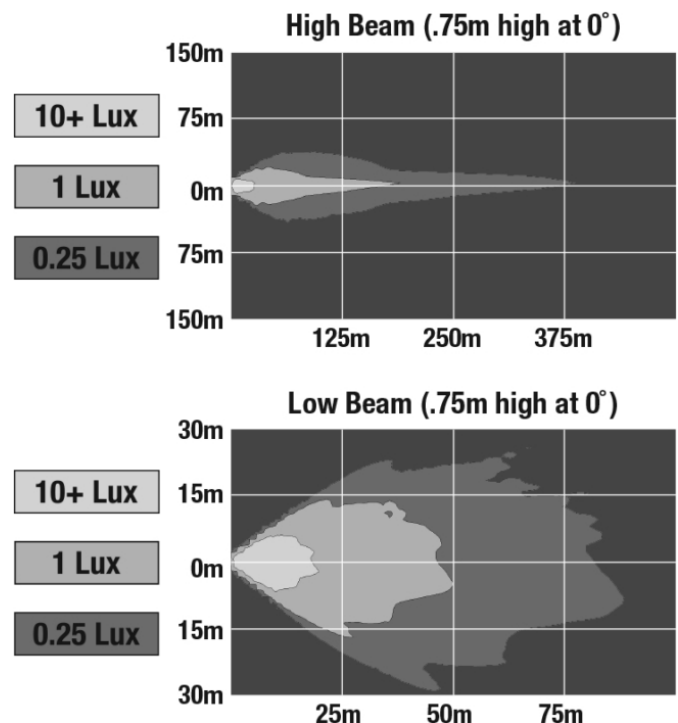 High Beam (.75m high at 0˚)
150m
10+ Lux
75m
1 Lux
0m
0.25 Lux
75m
150m
125m 250m 375m
Low Beam (.75m high at 0˚)
30m
10+ Lux
15m
1 Lux
0m
0.25 Lux
15m
30m
25m 50m 75m